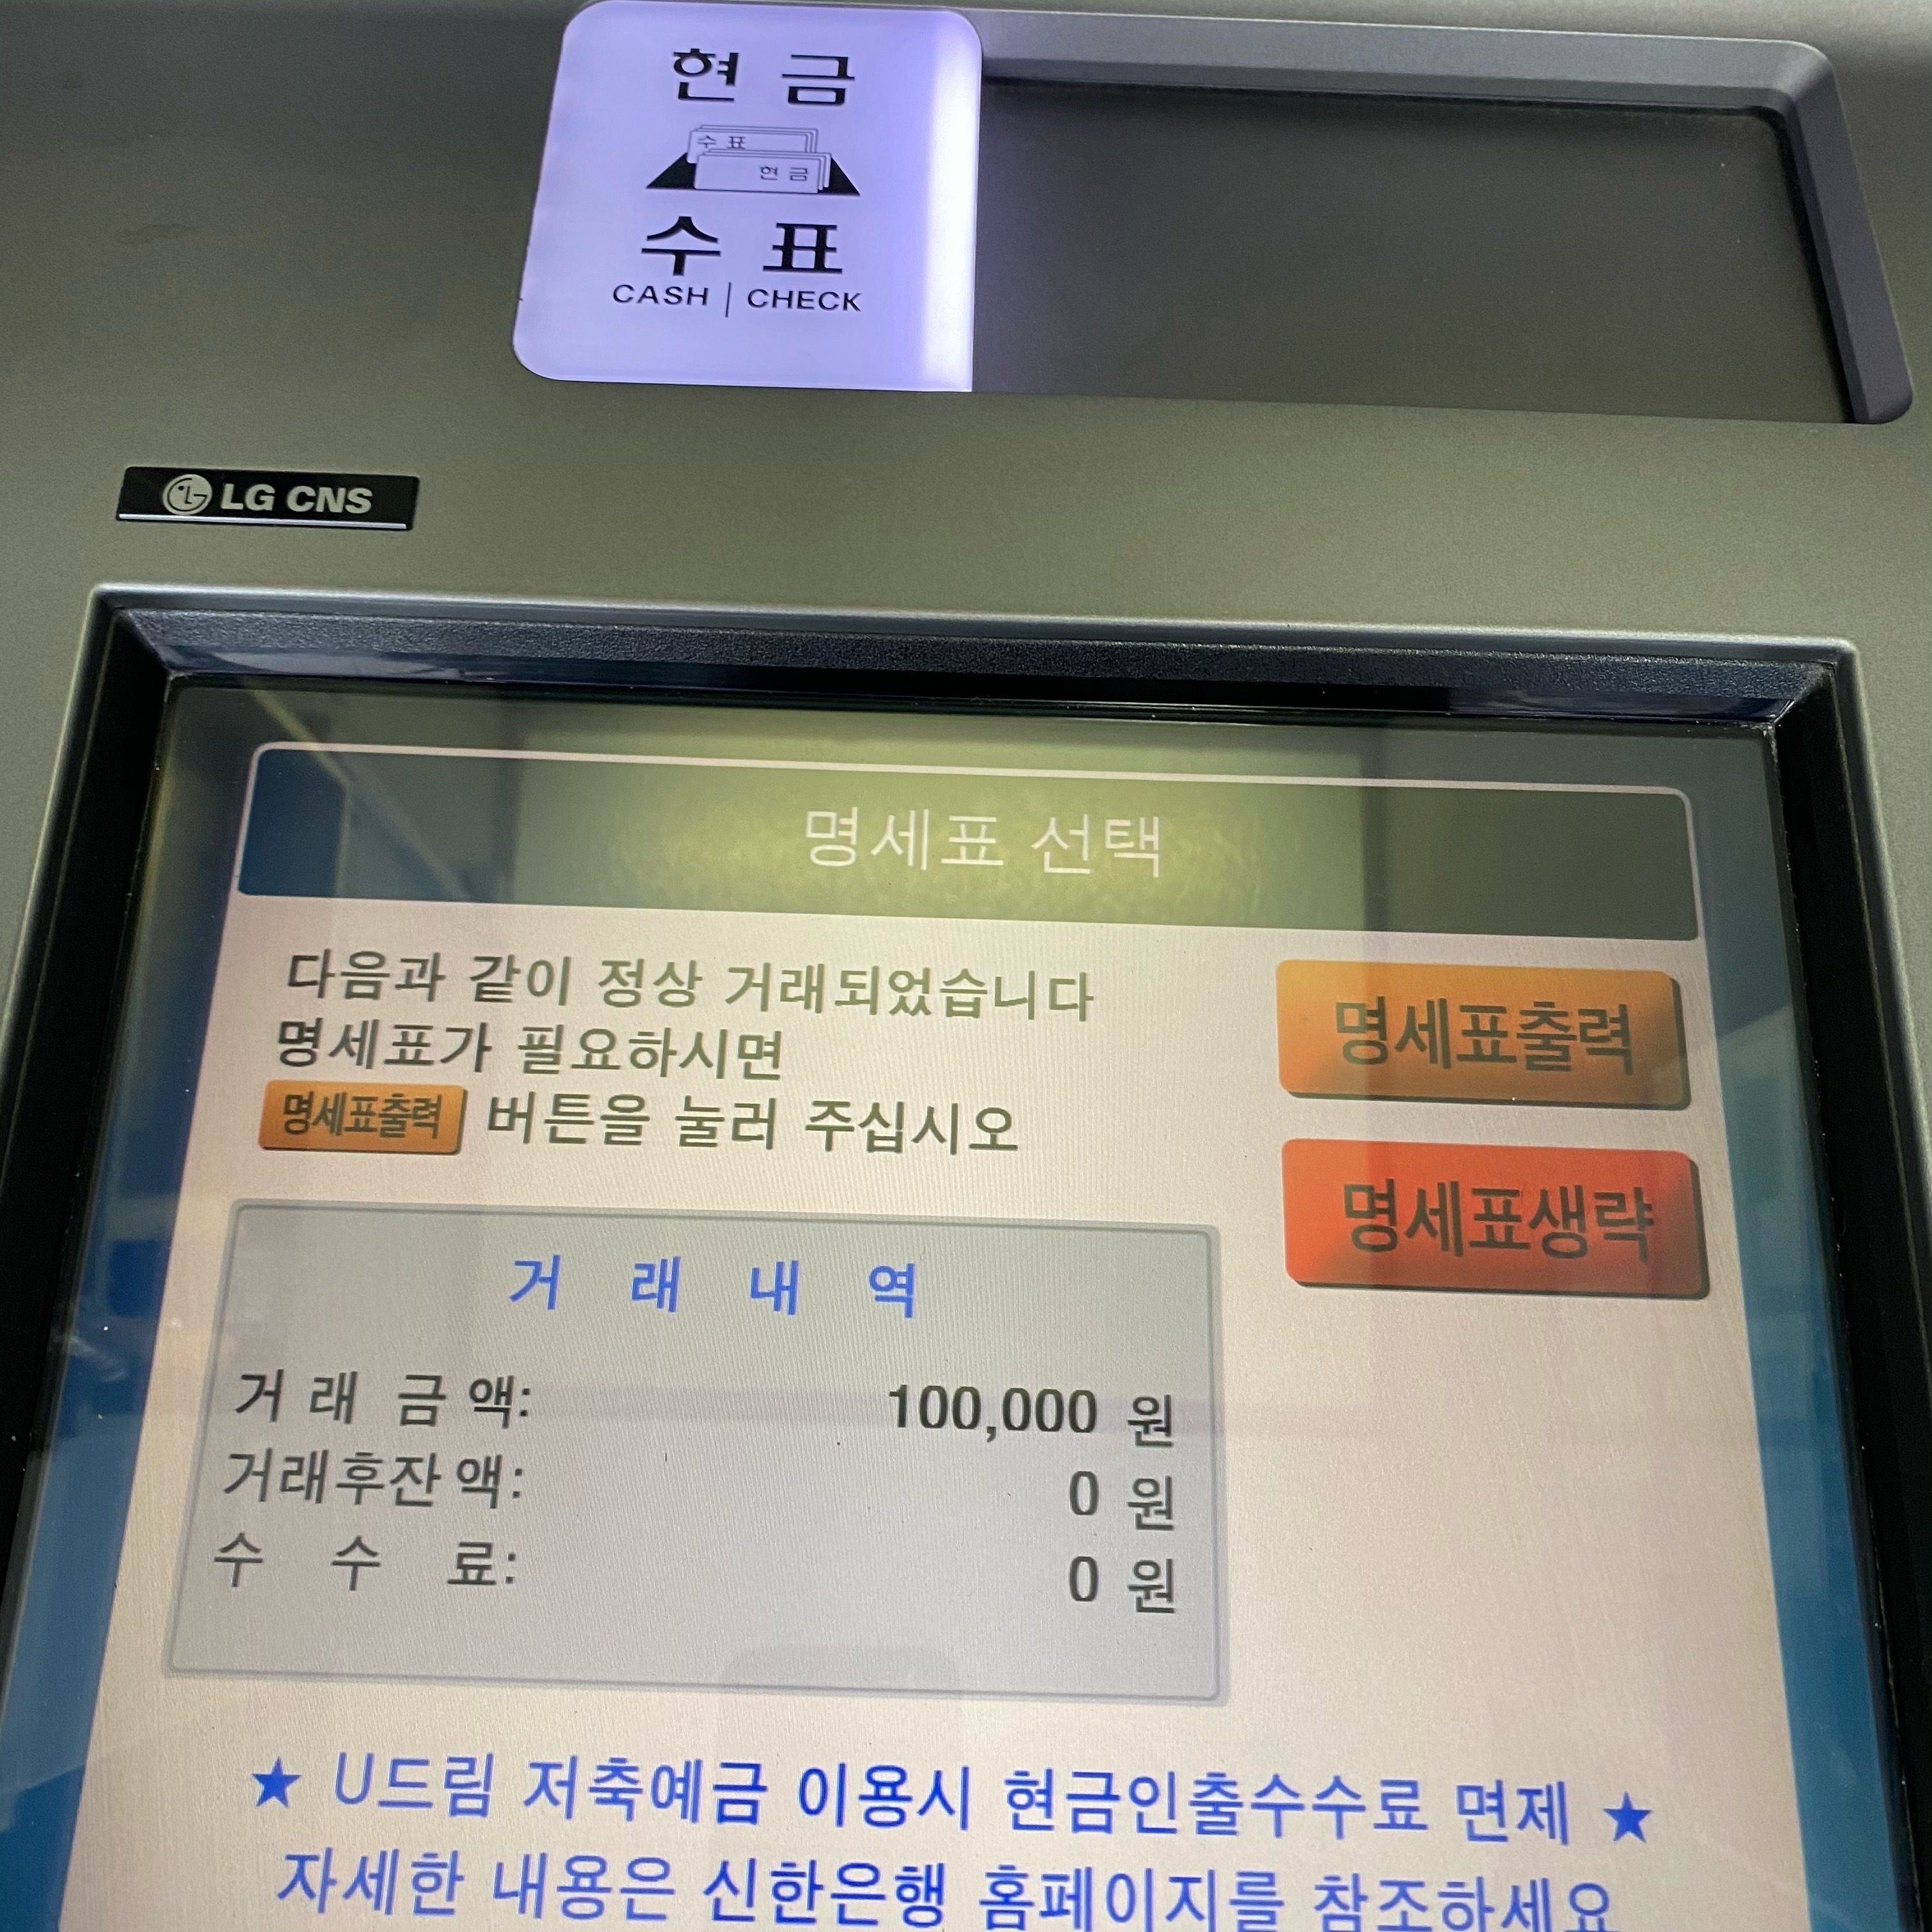 현 금
수 표
현 금
수 표
CASH | CHECK
LG CNS
명세표 선택
다음과 같이 정상 거래되었습니다
명세표가 필요하시면
명세표출력 버튼을 눌러 주십시오
명세표출력
명세표생략
거 래 내 역
거 래 금 액: 100,000 원
거래후잔액: 0 원
수 수 료: 0 원
★ U드림 저축예금 이용시 현금인출수수료 면제 ★
자세한 내용은 신한은행 홈페이지를 참조하세요